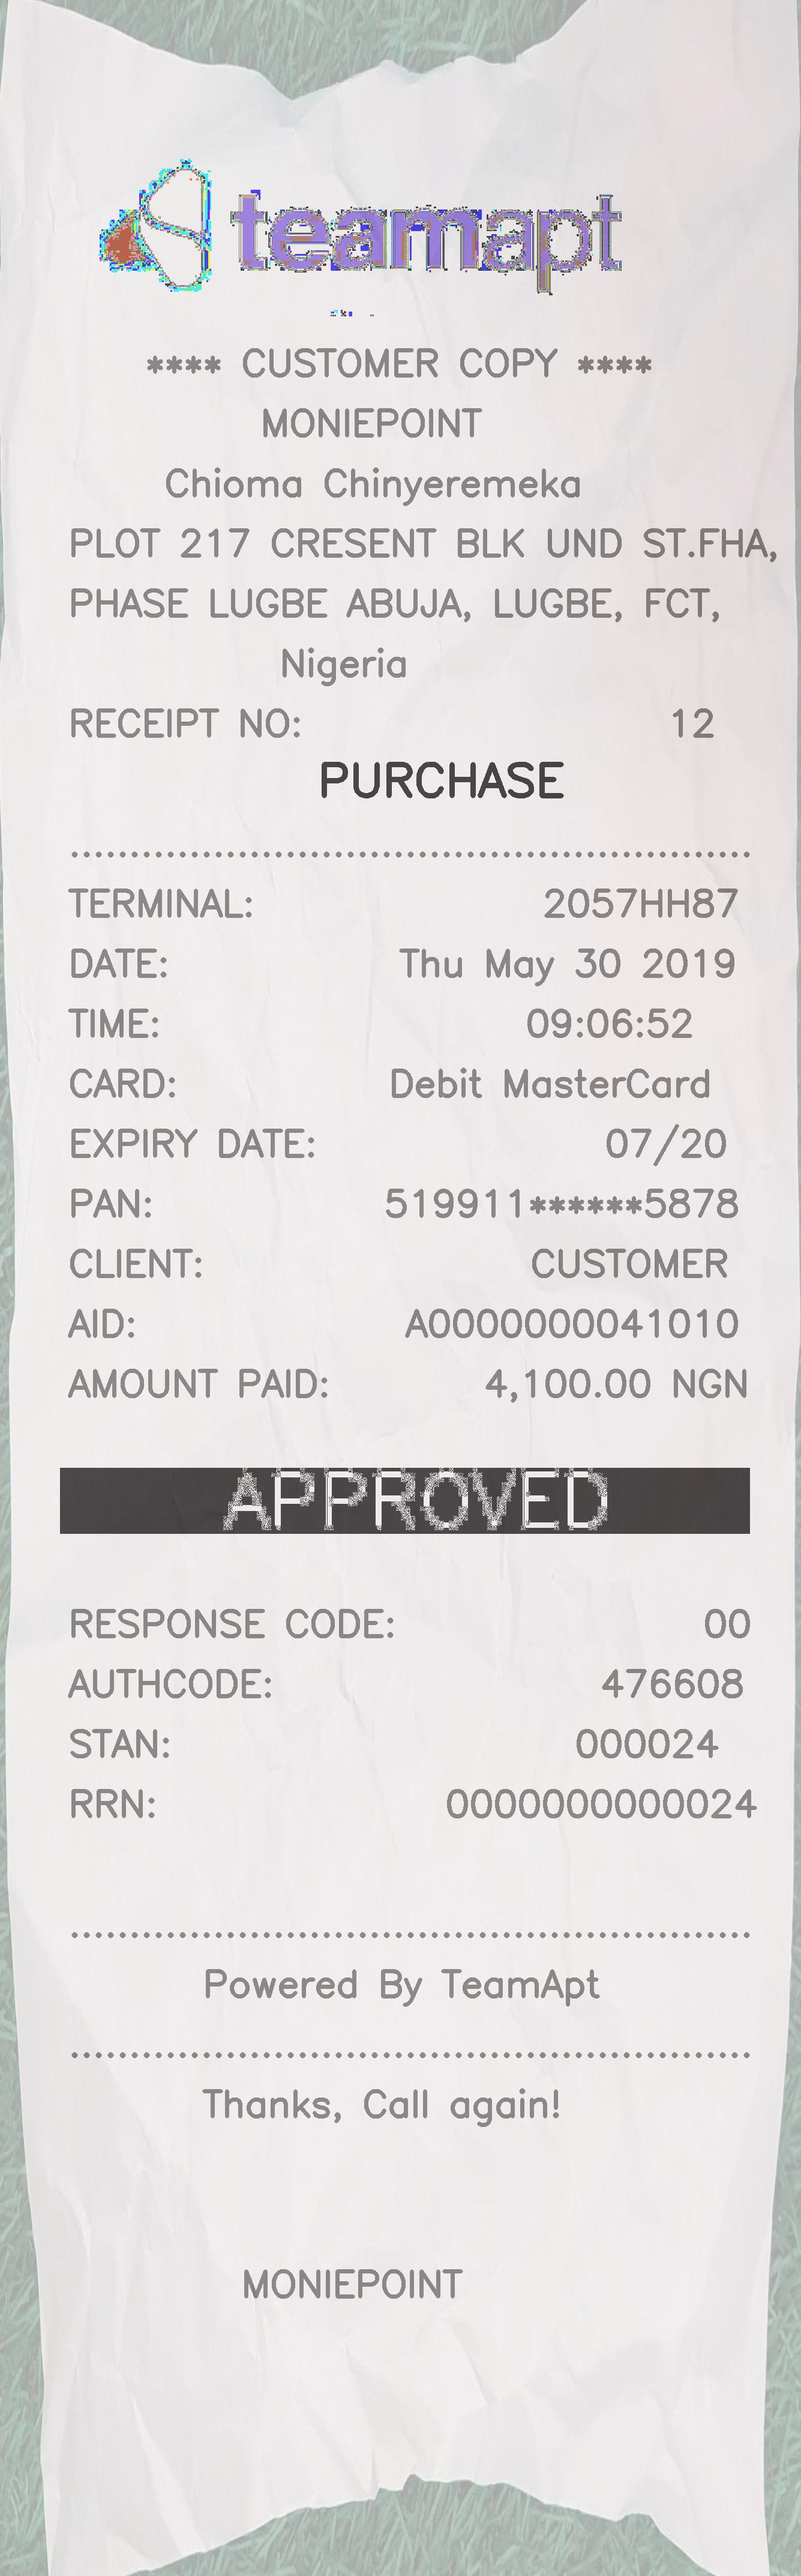 teamapt
**** CUSTOMER COPY ****
MONIEPOINT
Chioma Chinyeremeka
PLOT 217 CRESENT BLK UND ST.FHA,
PHASE LUGBE ABUJA, LUGBE, FCT,
Nigeria
RECEIPT NO: 12
PURCHASE
TERMINAL: 2057HH87
DATE: Thu May 30 2019
TIME: 09:06:52
CARD: Debit MasterCard
EXPIRY DATE: 07/20
PAN: 519911******5878
CLIENT: CUSTOMER
AID: A0000000041010
AMOUNT PAID: 4,100.00 NGN
APPROVED
RESPONSE CODE: 00
AUTHCODE: 476608
STAN: 000024
RRN: 0000000000024
Powered By TeamApt
Thanks, Call again!
MONIEPOINT